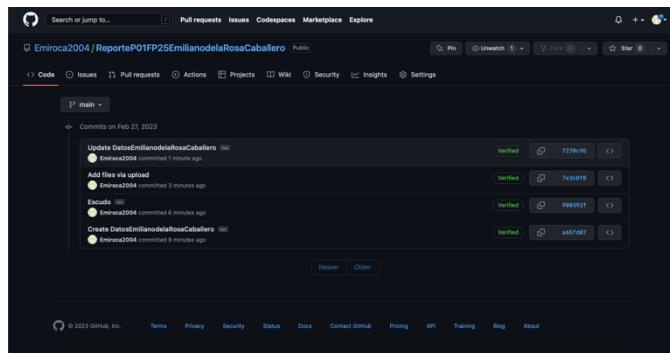 Search or jump to... / Pull requests Issues Codespaces Marketplace Explore
Emiroca2004 / ReporteP01FP25EmilianodelaRosaCaballero Public Pin Unwatch 1 Fork 0 Star 0
Code Issues Pull requests Actions Projects Wiki Security Insights Settings
main
Commits on Feb 27, 2023
Update DatosEmilianodelaRosaCaballero ...
Emiroca2004 committed 1 minute ago
Verified 7270c95
Add files via upload
Emiroca2004 committed 3 minutes ago
Verified 7e3c0f8
Escudo ...
Emiroca2004 committed 6 minutes ago
Verified 900392f
Create DatosEmilianodelaRosaCaballero ...
Emiroca2004 committed 9 minutes ago
Verified a65fd07
Newer Older
© 2023 GitHub, Inc. Terms Privacy Security Status Docs Contact GitHub Pricing API Training Blog About